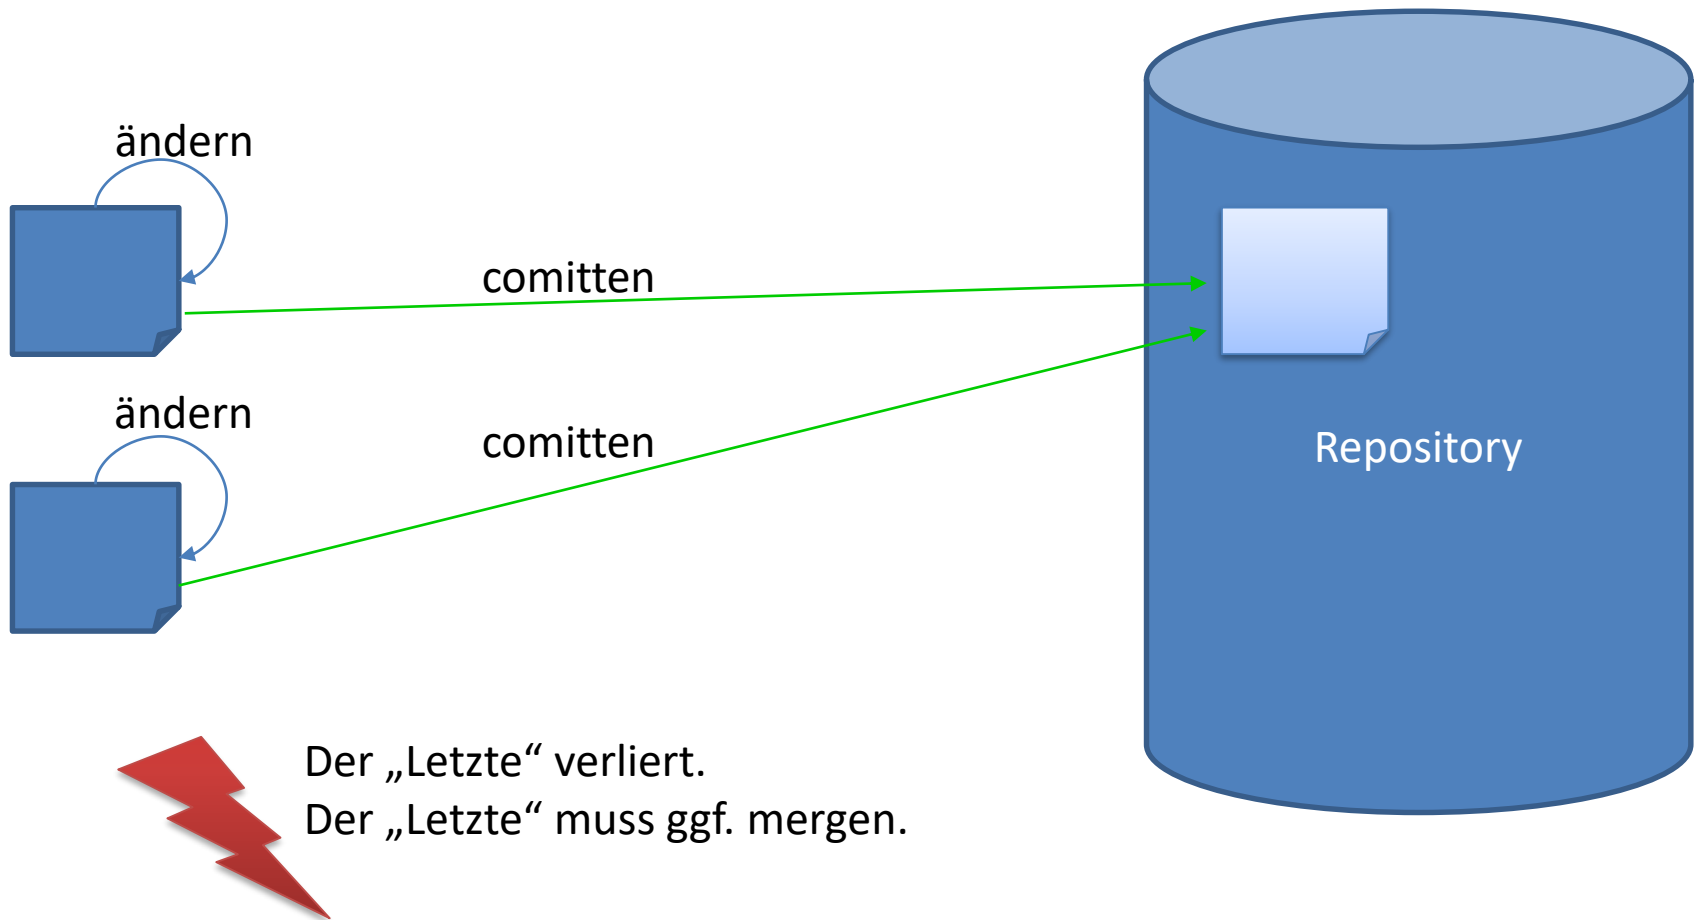 ändern
comitten
ändern
comitten
Repository
Der „Letzte“ verliert.
Der „Letzte“ muss ggf. mergen.